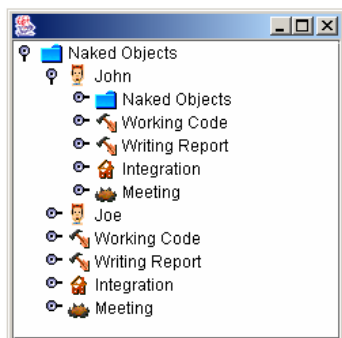 Naked Objects
John
Naked Objects
Working Code
Writing Report
Integration
Meeting
Joe
Working Code
Writing Report
Integration
Meeting